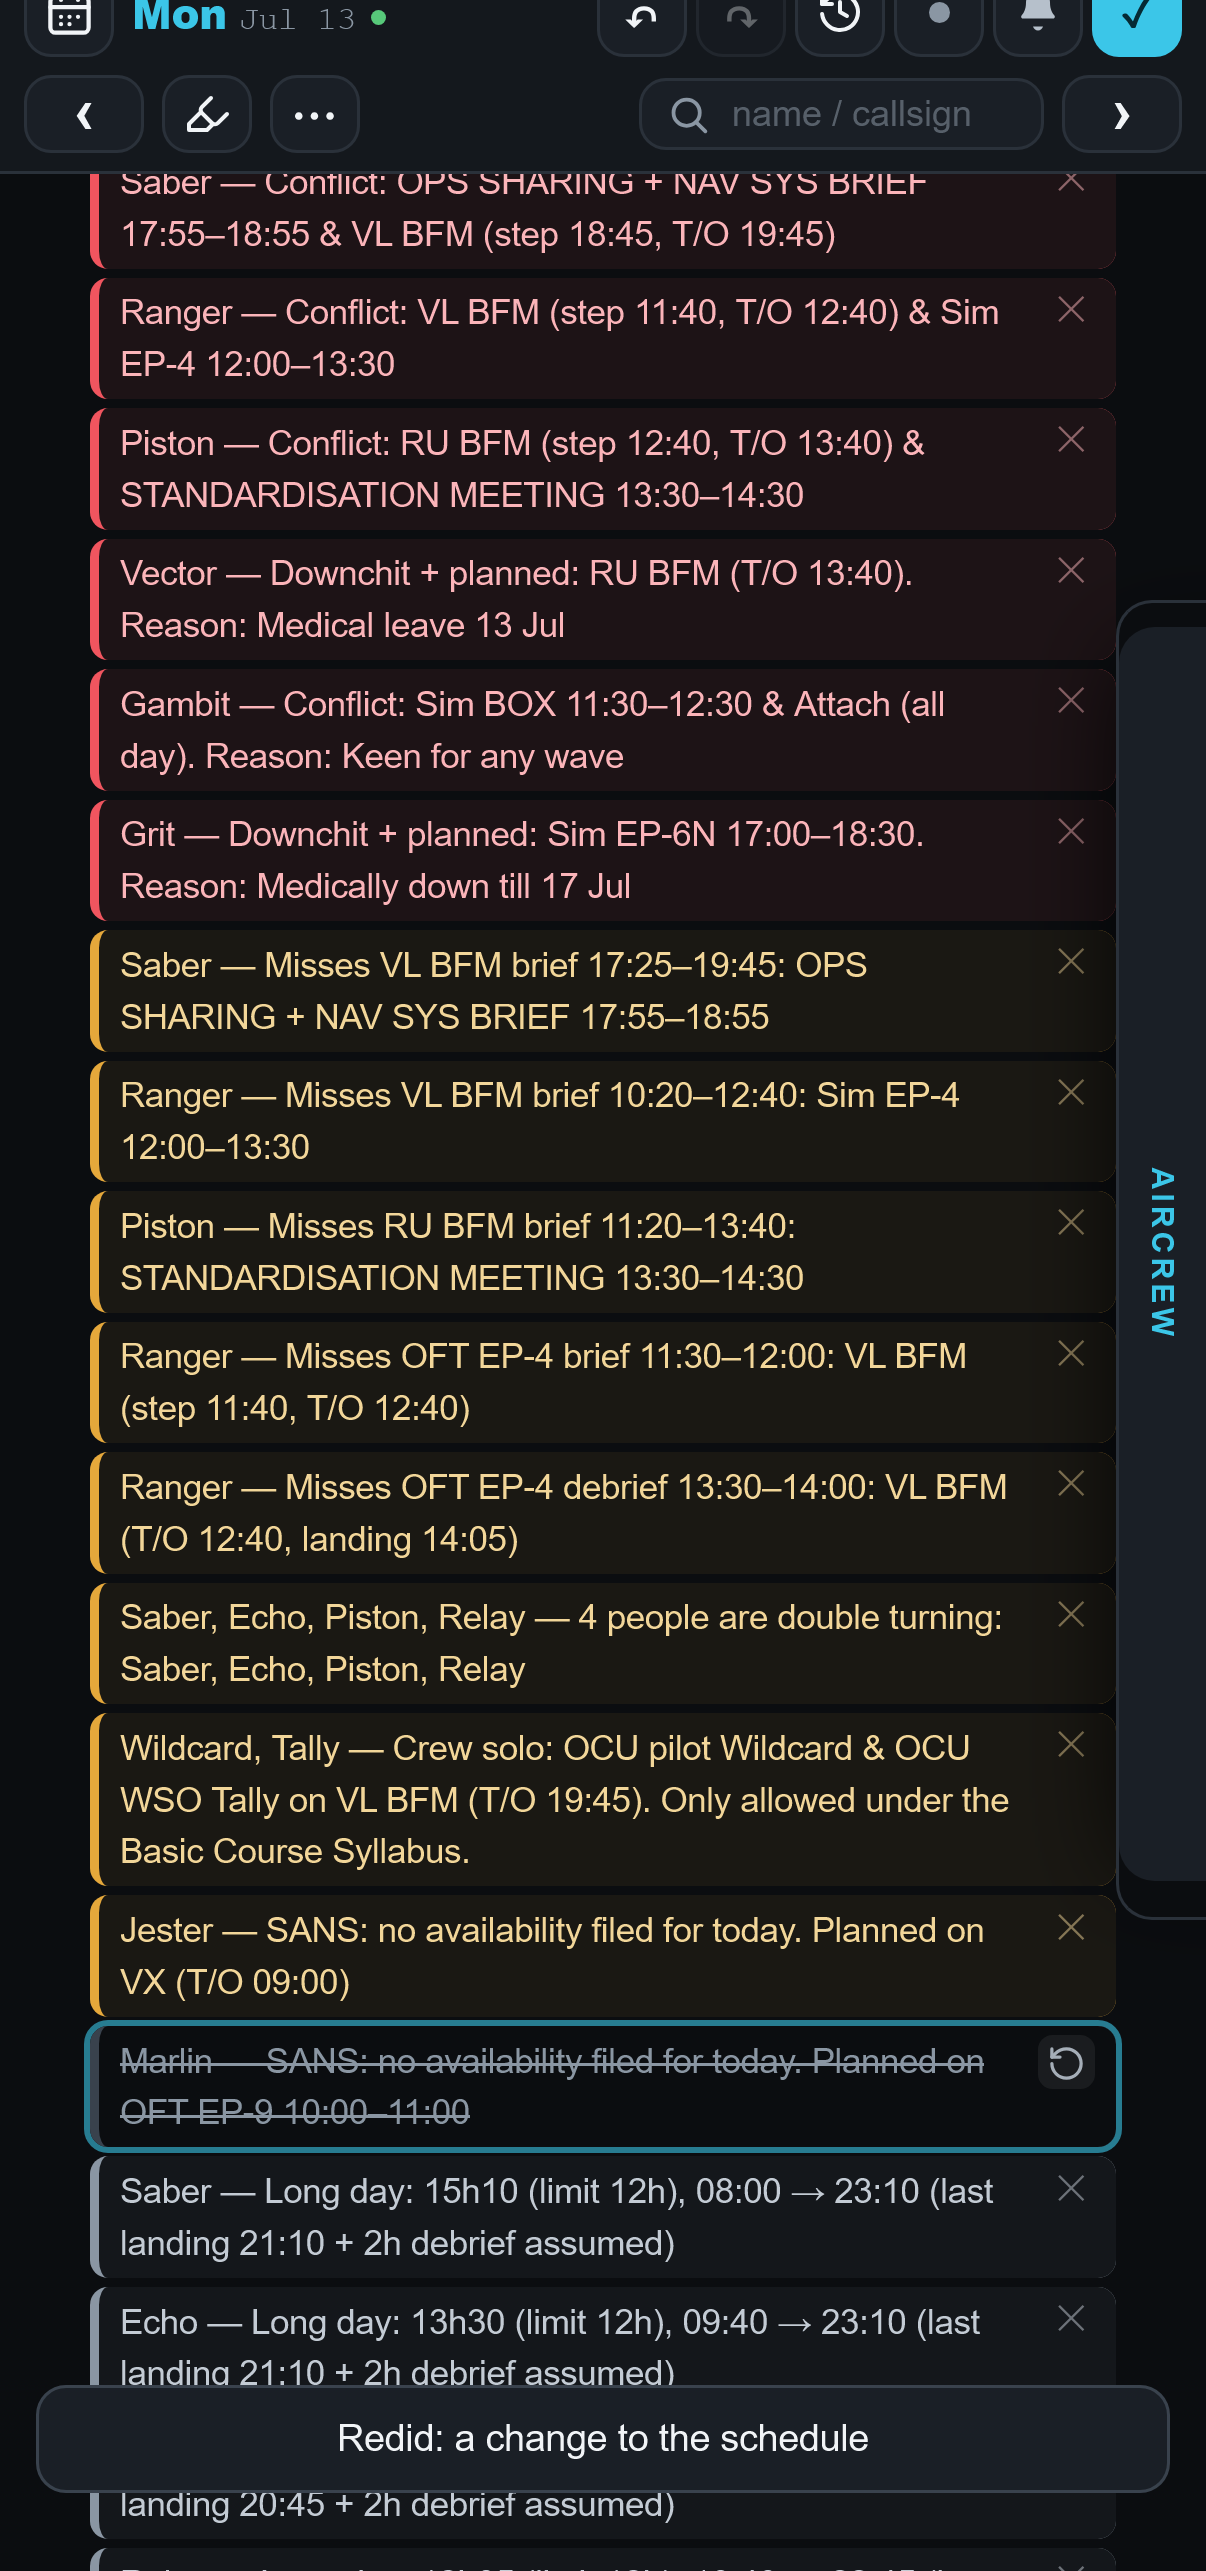 Mon Jul 13
name / callsign
Saber — Conflict: OPS SHARING + NAV SYS BRIEF
17:55–18:55 & VL BFM (step 18:45, T/O 19:45)
Ranger — Conflict: VL BFM (step 11:40, T/O 12:40) & Sim
EP-4 12:00–13:30
Piston — Conflict: RU BFM (step 12:40, T/O 13:40) &
STANDARDISATION MEETING 13:30–14:30
Vector — Downchit + planned: RU BFM (T/O 13:40).
Reason: Medical leave 13 Jul
Gambit — Conflict: Sim BOX 11:30–12:30 & Attach (all
day). Reason: Keen for any wave
Grit — Downchit + planned: Sim EP-6N 17:00–18:30.
Reason: Medically down till 17 Jul
Saber — Misses VL BFM brief 17:25–19:45: OPS
SHARING + NAV SYS BRIEF 17:55–18:55
Ranger — Misses VL BFM brief 10:20–12:40: Sim EP-4
12:00–13:30
Piston — Misses RU BFM brief 11:20–13:40:
STANDARDISATION MEETING 13:30–14:30
Ranger — Misses OFT EP-4 brief 11:30–12:00: VL BFM
(step 11:40, T/O 12:40)
Ranger — Misses OFT EP-4 debrief 13:30–14:00: VL BFM
(T/O 12:40, landing 14:05)
Saber, Echo, Piston, Relay — 4 people are double turning:
Saber, Echo, Piston, Relay
Wildcard, Tally — Crew solo: OCU pilot Wildcard & OCU
WSO Tally on VL BFM (T/O 19:45). Only allowed under the
Basic Course Syllabus.
Jester — SANS: no availability filed for today. Planned on
VX (T/O 09:00)
Marlin — SANS: no availability filed for today. Planned on
OFT EP-9 10:00–11:00
Saber — Long day: 15h10 (limit 12h), 08:00 → 23:10 (last
landing 21:10 + 2h debrief assumed)
Echo — Long day: 13h30 (limit 12h), 09:40 → 23:10 (last
landing 21:10 + 2h debrief assumed)
Redid: a change to the schedule
landing 20:45 + 2h debrief assumed)
AIRCREW